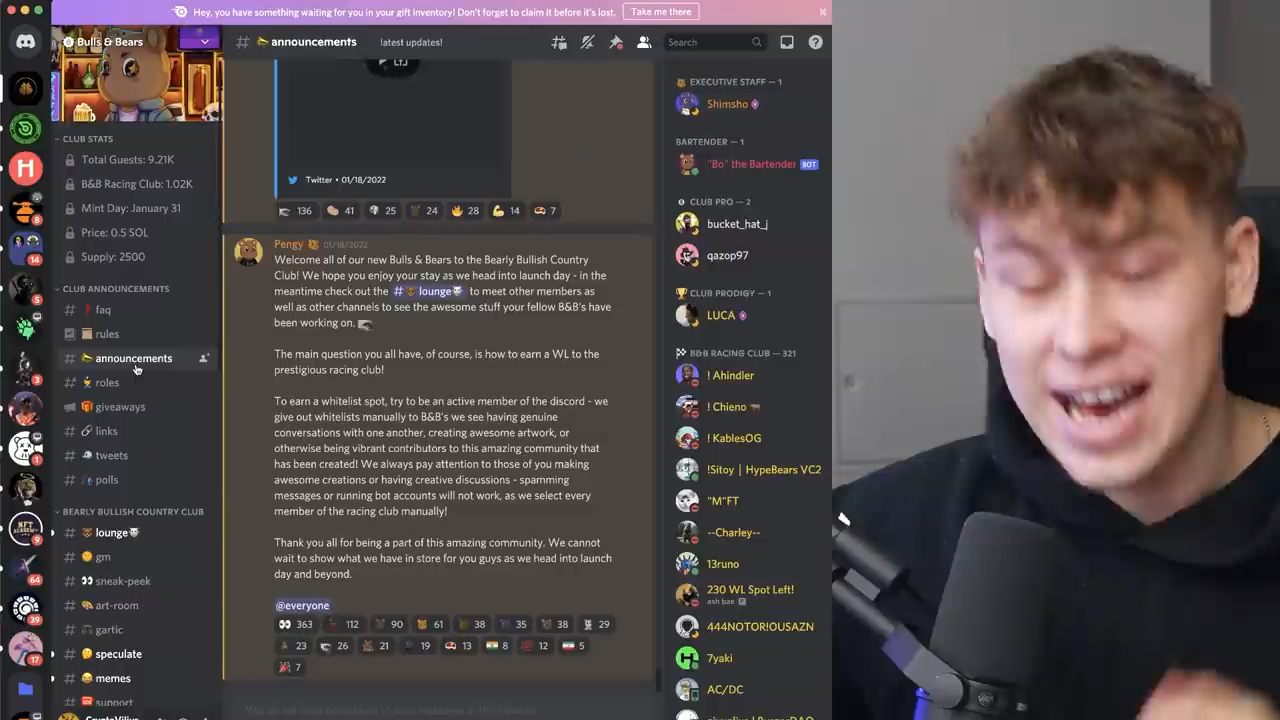 Hey, you have something waiting for you in your gift inventory! Don't forget to claim it before it's lost.
Take me there
Bulls & Bears
announcements
latest updates!
Search
CLUB STATS
Total Guests: 9.21K
B&B Racing Club: 1.02K
Mint Day: January 31
Price: 0.5 SOL
Supply: 2500
CLUB ANNOUNCEMENTS
faq
rules
announcements
roles
giveaways
links
tweets
polls
BEARLY BULLISH COUNTRY CLUB
lounge
gm
sneak-peek
art-room
gartic
speculate
memes
support
8
14
5
3
1
NFT
9
64
39
17
Twitter • 01/18/2022
136 41 25 24 28 14 7
Pengy 01/18/2022
Welcome all of our new Bulls & Bears to the Bearly Bullish Country
Club! We hope you enjoy your stay as we head into launch day - in the
meantime check out the # lounge to meet other members as
well as other channels to see the awesome stuff your fellow B&B's have
been working on.
The main question you all have, of course, is how to earn a WL to the
prestigious racing club!
To earn a whitelist spot, try to be an active member of the discord - we
give out whitelists manually to B&B's we see having genuine
conversations with one another, creating awesome artwork, or
otherwise being vibrant contributors to this amazing community that
has been created! We always pay attention to those of you making
awesome creations or having creative discussions - spamming
messages or running bot accounts will not work, as we select every
member of the racing club manually!
Thank you all for being a part of this amazing community. We cannot
wait to show what we have in store for you guys as we head into launch
day and beyond.
@everyone
363 112 90 61 38 35 38 29
23 26 21 19 13 8 12 5
7
EXECUTIVE STAFF — 1
Shimsho
BARTENDER — 1
"Bo" the Bartender BOT
CLUB PRO — 2
bucket_hat_j
qazop97
CLUB PRODIGY — 1
LUCA
B&B RACING CLUB — 321
! Ahindler
! Chieno
! KablesOG
!Sitoy | HypeBears VC2
"M"FT
--Charley--
13runo
230 WL Spot Left!
ash bae
444NOTOR!OUSAZN
7yaki
AC/DC